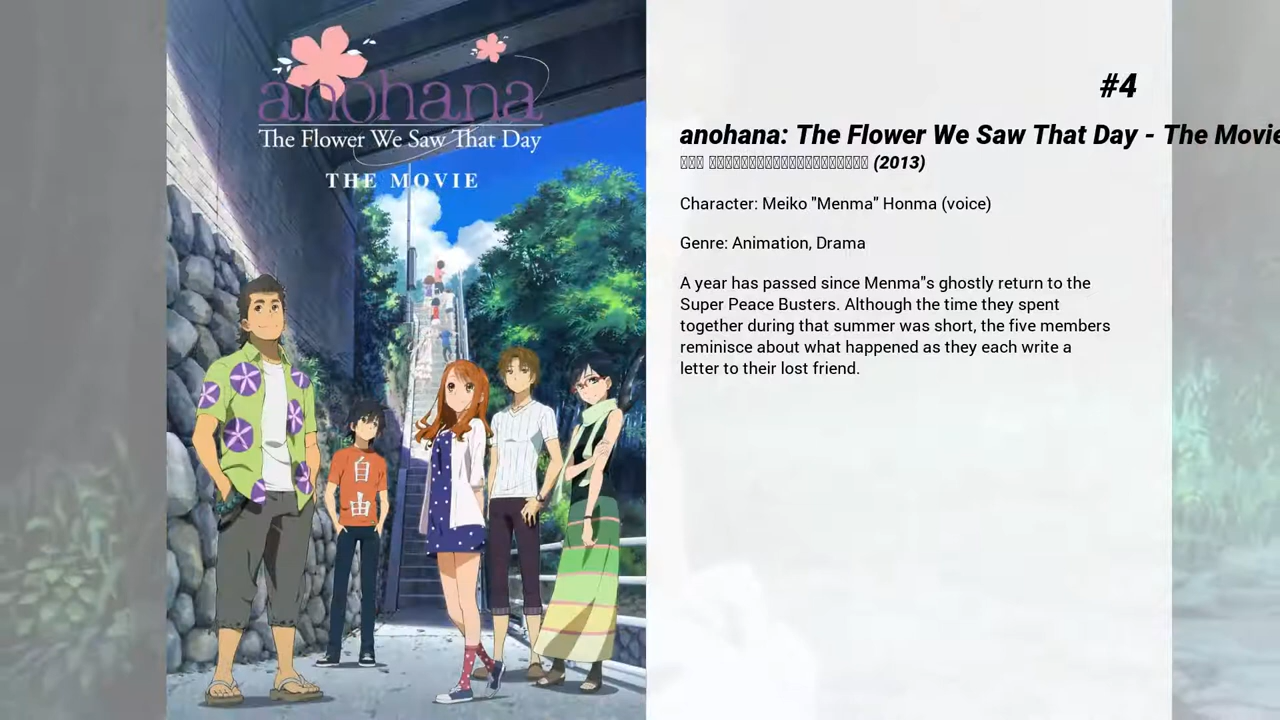 anohana
The Flower We Saw That Day
THE MOVIE
自
由
#4
anohana: The Flower We Saw That Day - The Movie
(2013)
Character: Meiko "Menma" Honma (voice)
Genre: Animation, Drama
A year has passed since Menma"s ghostly return to the
Super Peace Busters. Although the time they spent
together during that summer was short, the five members
reminisce about what happened as they each write a
letter to their lost friend.